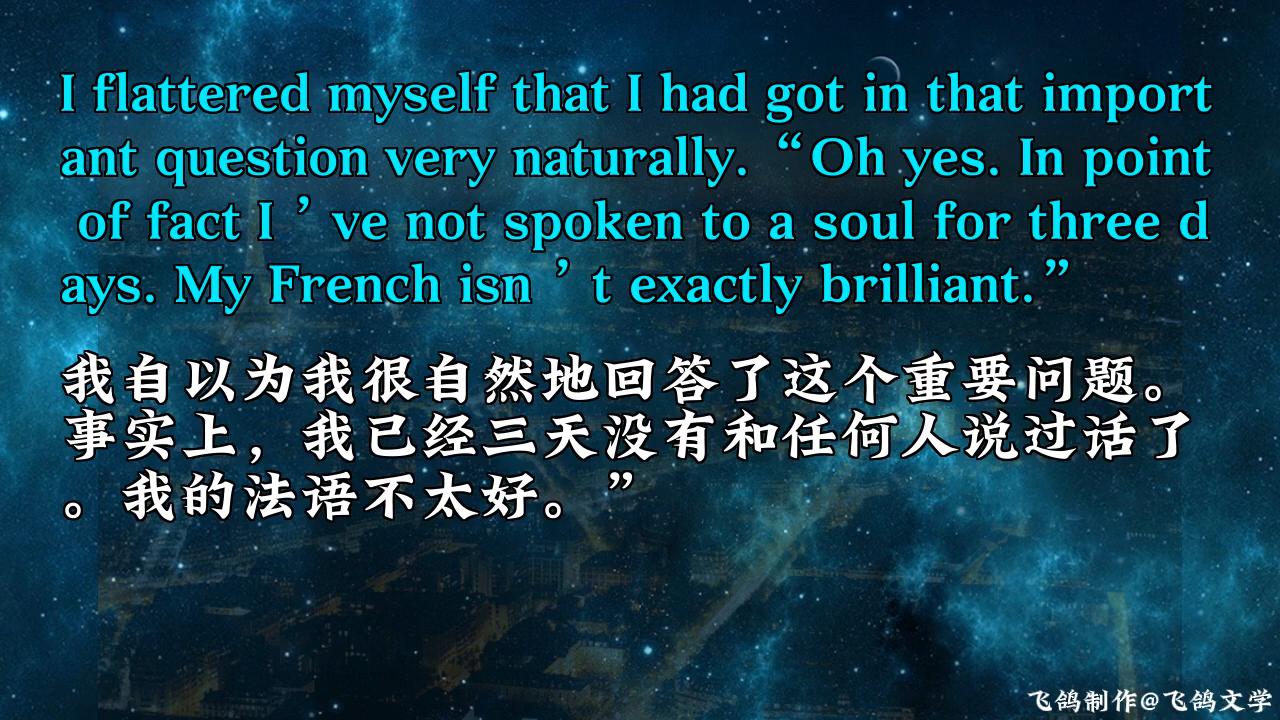 I flattered myself that I had got in that import
ant question very naturally. “Oh yes. In point
of fact I’ve not spoken to a soul for three d
ays. My French isn’t exactly brilliant.”
我自以为我很自然地回答了这个重要问题。
事实上，我已经三天没有和任何人说过话了
。我的法语不太好。”
飞鸽制作@飞鸽文学